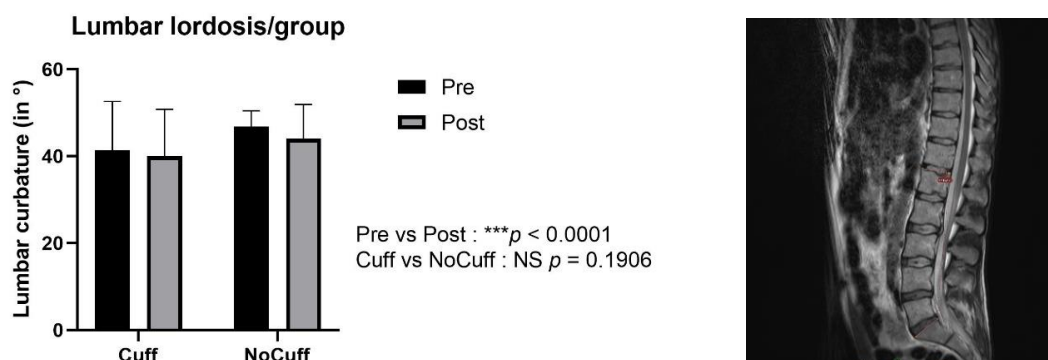 Lumbar lordosis/group
Lumbar curbature (in °)
60
40
20
0
Cuff
NoCuff
Pre
Post
Pre vs Post : ***p < 0.0001
Cuff vs NoCuff : NS p = 0.1906